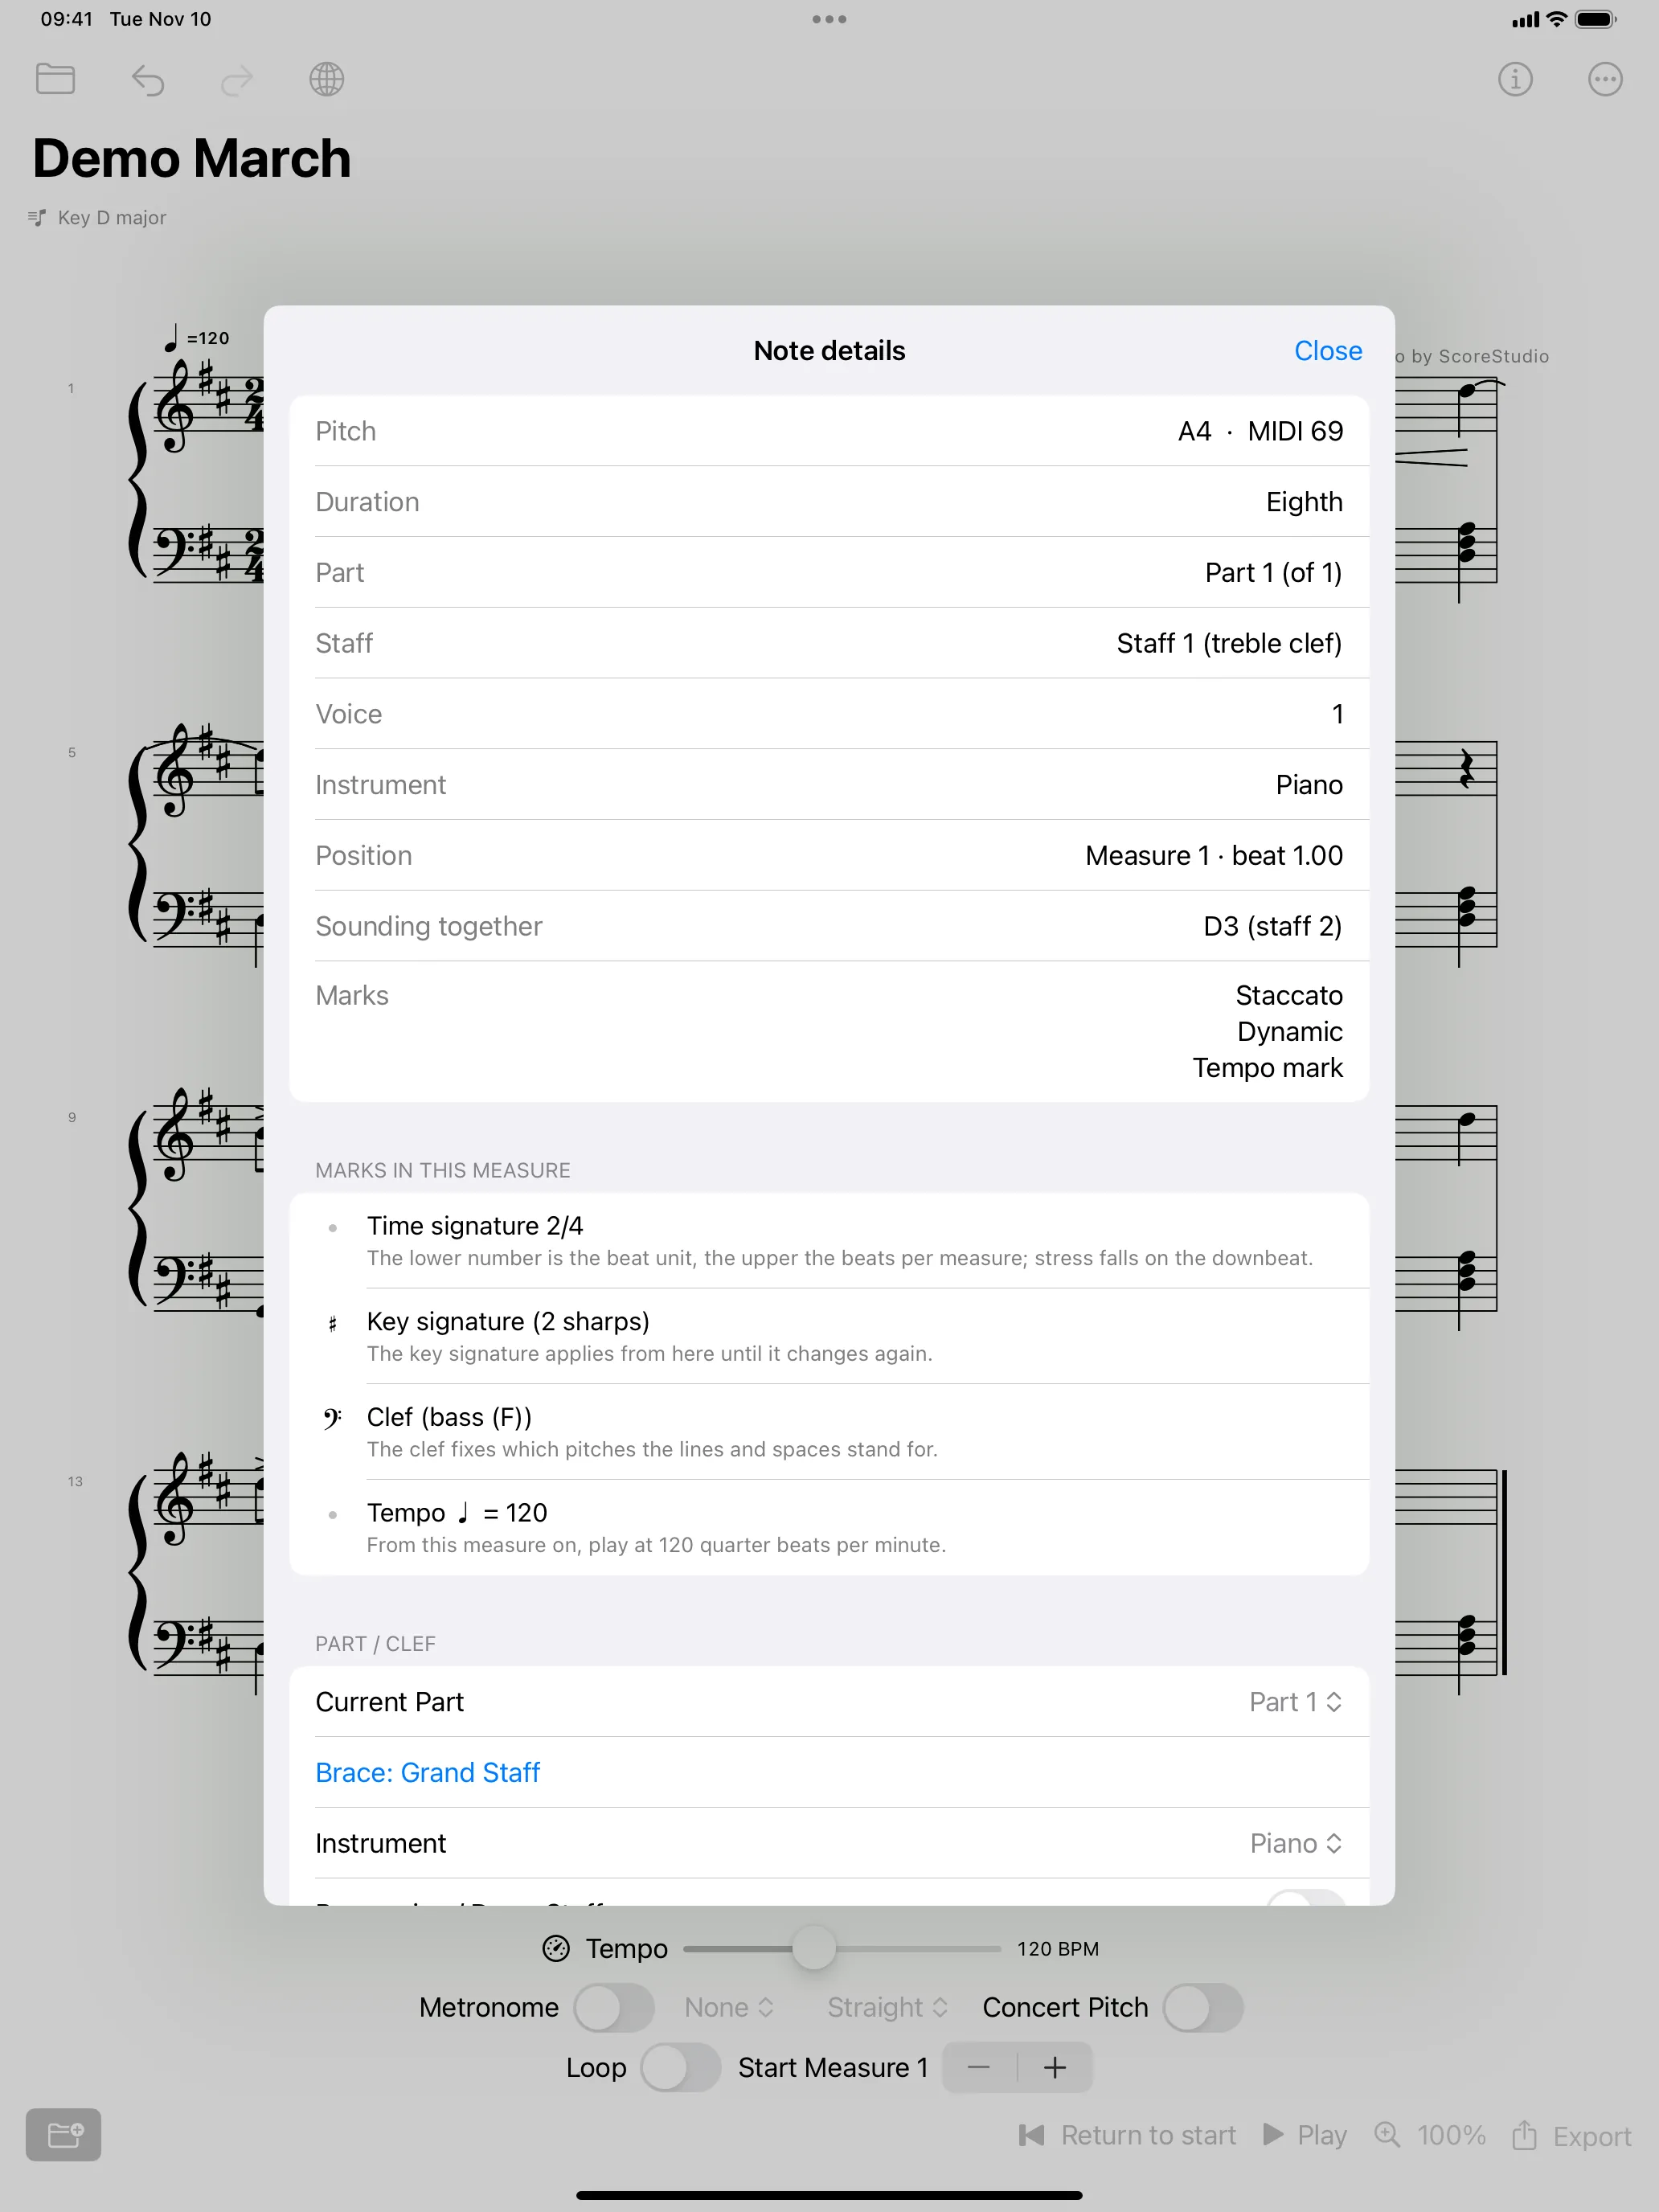 09:41 Tue Nov 10
Demo March
Key D major
=120
o by ScoreStudio
1
5
9
13
Note details
Close
Pitch A4 · MIDI 69
Duration Eighth
Part Part 1 (of 1)
Staff Staff 1 (treble clef)
Voice 1
Instrument Piano
Position Measure 1 · beat 1.00
Sounding together D3 (staff 2)
Marks Staccato
Dynamic
Tempo mark
MARKS IN THIS MEASURE
Time signature 2/4
The lower number is the beat unit, the upper the beats per measure; stress falls on the downbeat.
Key signature (2 sharps)
The key signature applies from here until it changes again.
Clef (bass (F))
The clef fixes which pitches the lines and spaces stand for.
Tempo ♩ = 120
From this measure on, play at 120 quarter beats per minute.
PART / CLEF
Current Part Part 1
Brace: Grand Staff
Instrument Piano
Tempo 120 BPM
Metronome None Straight Concert Pitch
Loop Start Measure 1 − +
Return to start Play 100% Export